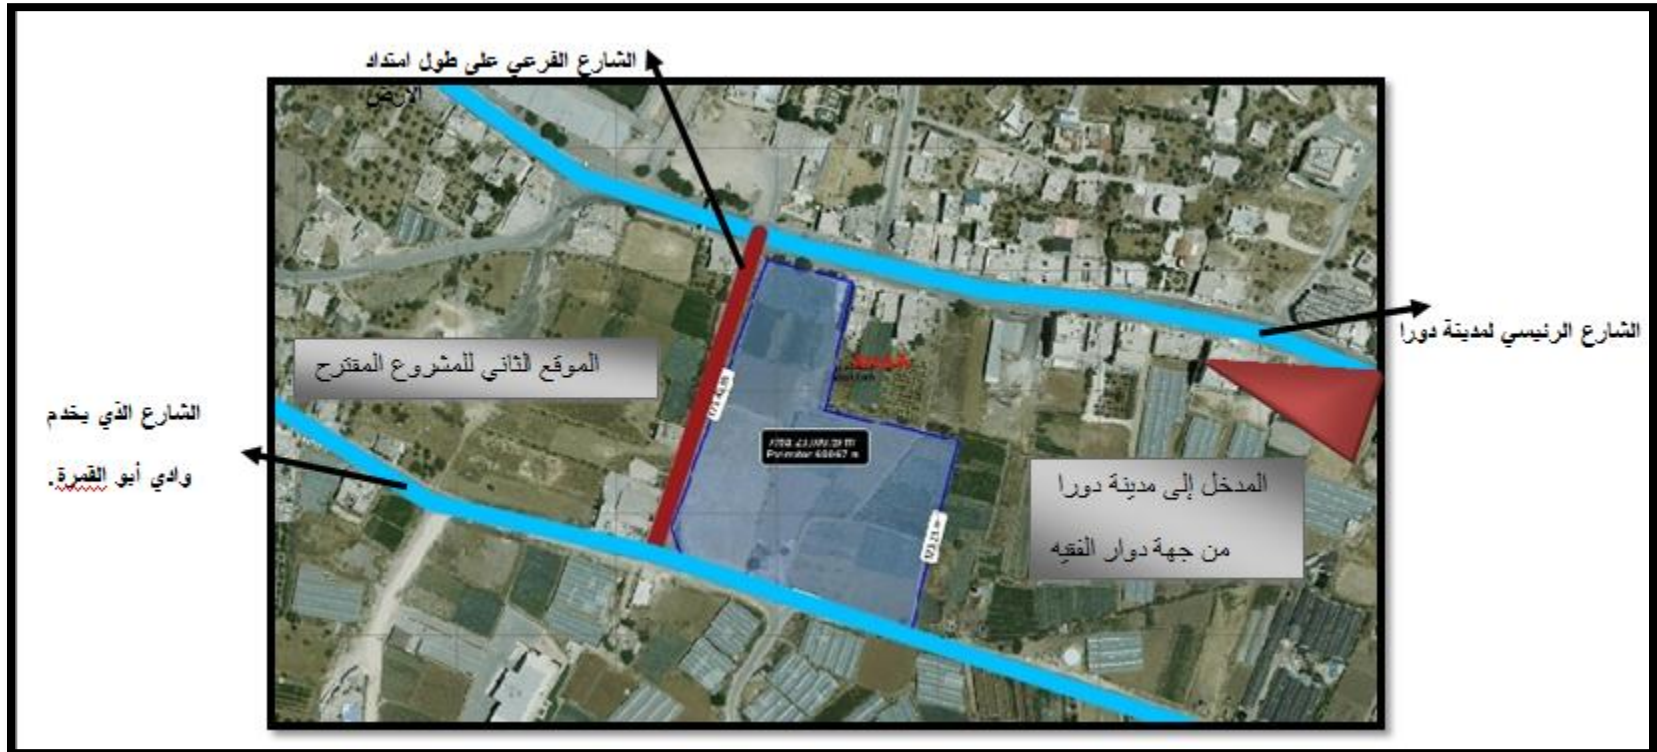 الشارع الفرعي على طول امتداد
الأرض
الشارع الرئيسي لمدينة دورا
الموقع الثاني للمشروع المقترح
الشارع الذي يخدم
وادي أبو القمرة.
المدخل إلى مدينة دورا
من جهة دوار الفقيه